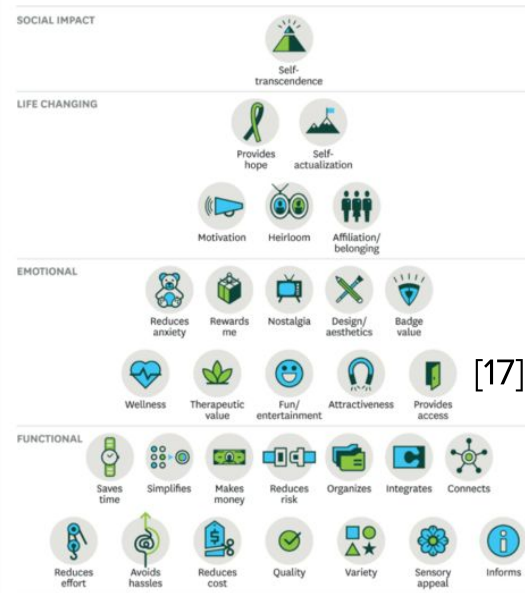 SOCIAL IMPACT
Self-
transcendence
LIFE CHANGING
Provides
hope
Self-
actualization
Motivation
Heirloom
Affiliation/
belonging
EMOTIONAL
Reduces
anxiety
Rewards
me
Nostalgia
Design/
aesthetics
Badge
value
Wellness
Therapeutic
value
Fun/
entertainment
Attractiveness
Provides
access
[17]
FUNCTIONAL
Saves
time
Simplifies
Makes
money
Reduces
risk
Organizes
Integrates
Connects
Reduces
effort
Avoids
hassles
$
Reduces
cost
Quality
Variety
Sensory
appeal
i
Informs